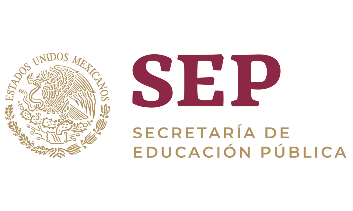 ESTADOS UNIDOS MEXICANOS
SEP
SECRETARÍA DE
EDUCACIÓN PÚBLICA